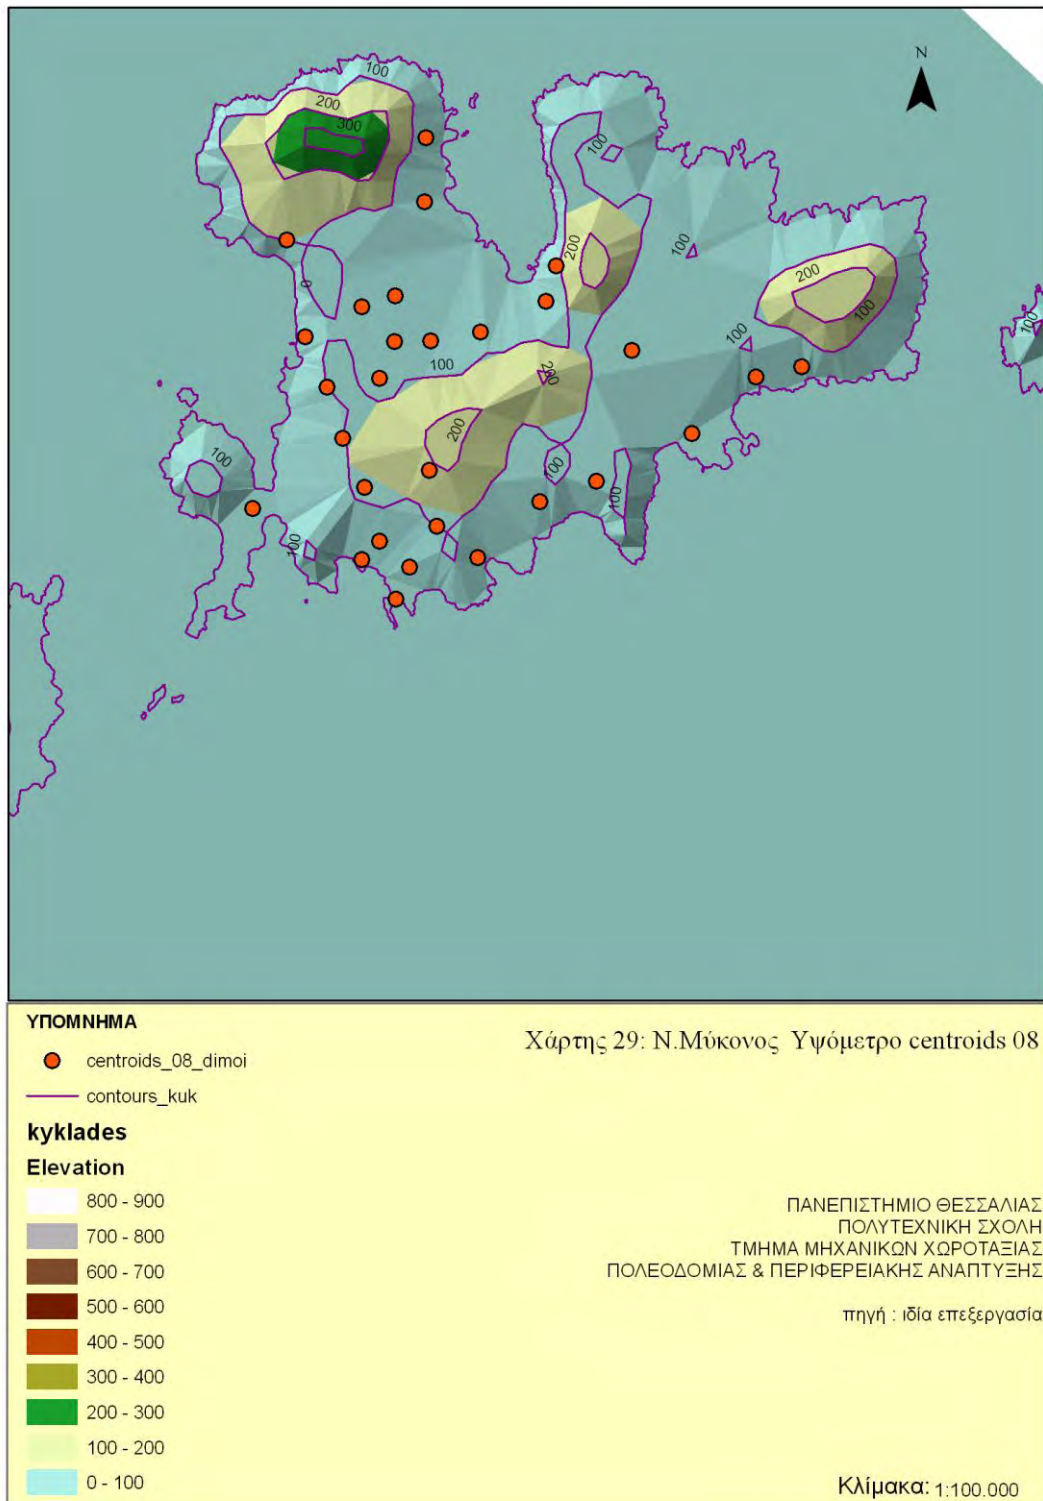 N
100
200
300
100
200
100
0
200
100
100
100
100
200
200
100
100
100
100
ΥΠΟΜΝΗΜΑ
centroids_08_dimoi
contours_kuk
kyklades
Elevation
800 - 900
700 - 800
600 - 700
500 - 600
400 - 500
300 - 400
200 - 300
100 - 200
0 - 100
Χάρτης 29: Ν.Μύκονος Υψόμετρο centroids 08
ΠΑΝΕΠΙΣΤΗΜΙΟ ΘΕΣΣΑΛΙΑΣ
ΠΟΛΥΤΕΧΝΙΚΗ ΣΧΟΛΗ
ΤΜΗΜΑ ΜΗΧΑΝΙΚΩΝ ΧΩΡΟΤΑΞΙΑΣ
ΠΟΛΕΟΔΟΜΙΑΣ & ΠΕΡΙΦΕΡΕΙΑΚΗΣ ΑΝΑΠΤΥΞΗΣ
πηγή : ιδία επεξεργασία
Κλίμακα: 1:100.000